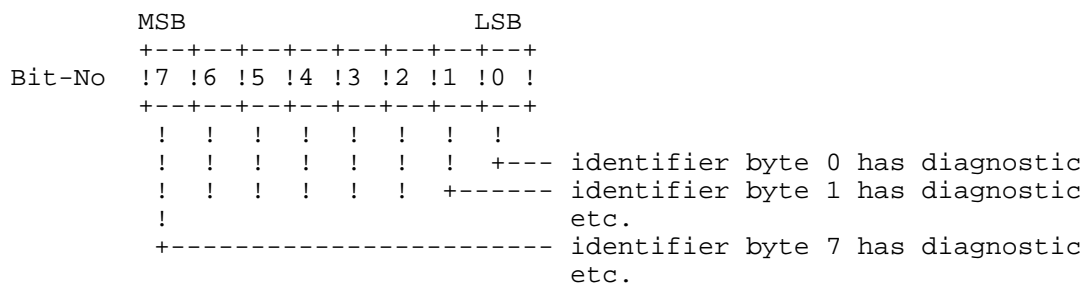 MSB                  LSB
        +--+--+--+--+--+--+--+--+
Bit-No  !7 !6 !5 !4 !3 !2 !1 !0 !
        +--+--+--+--+--+--+--+--+
         !  !  !  !  !  !  !  !
         !  !  !  !  !  !  !  +--- identifier byte 0 has diagnostic
         !  !  !  !  !  !  +------ identifier byte 1 has diagnostic
         !                         etc.
         +------------------------ identifier byte 7 has diagnostic
                                   etc.